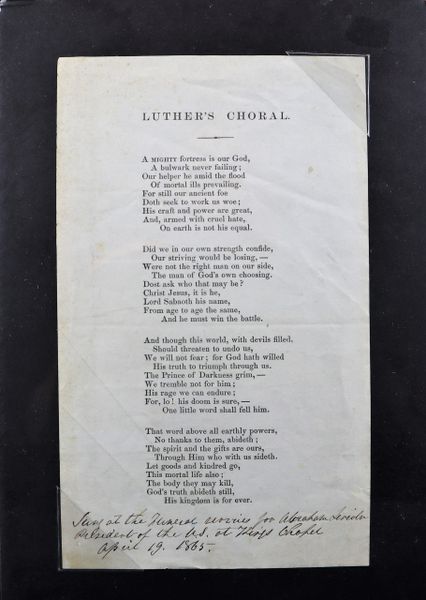 LUTHER'S CHORAL.
A MIGHTY fortress is our God,
A bulwark never failing;
Our helper he amid the flood
Of mortal ills prevailing.
For still our ancient foe
Doth seek to work us woe;
His craft and power are great,
And, armed with cruel hate,
On earth is not his equal.
Did we in our own strength confide,
Our striving would be losing,—
Were not the right man on our side,
The man of God's own choosing.
Dost ask who that may be?
Christ Jesus, it is he,
Lord Sabaoth his name,
From age to age the same,
And he must win the battle.
And though this world, with devils filled,
Should threaten to undo us,
We will not fear; for God hath willed
His truth to triumph through us.
The Prince of Darkness grim,—
We tremble not for him;
His rage we can endure;
For, lo! his doom is sure,—
One little word shall fell him.
That word above all earthly powers,
No thanks to them, abideth;
The spirit and the gifts are ours,
Through Him who with us sideth.
Let goods and kindred go,
This mortal life also;
The body they may kill,
God's truth abideth still,
His kingdom is for ever.
Sung at the Funeral services for Abraham Lincoln
President of the U.S. at King's Chapel
April 19. 1865.